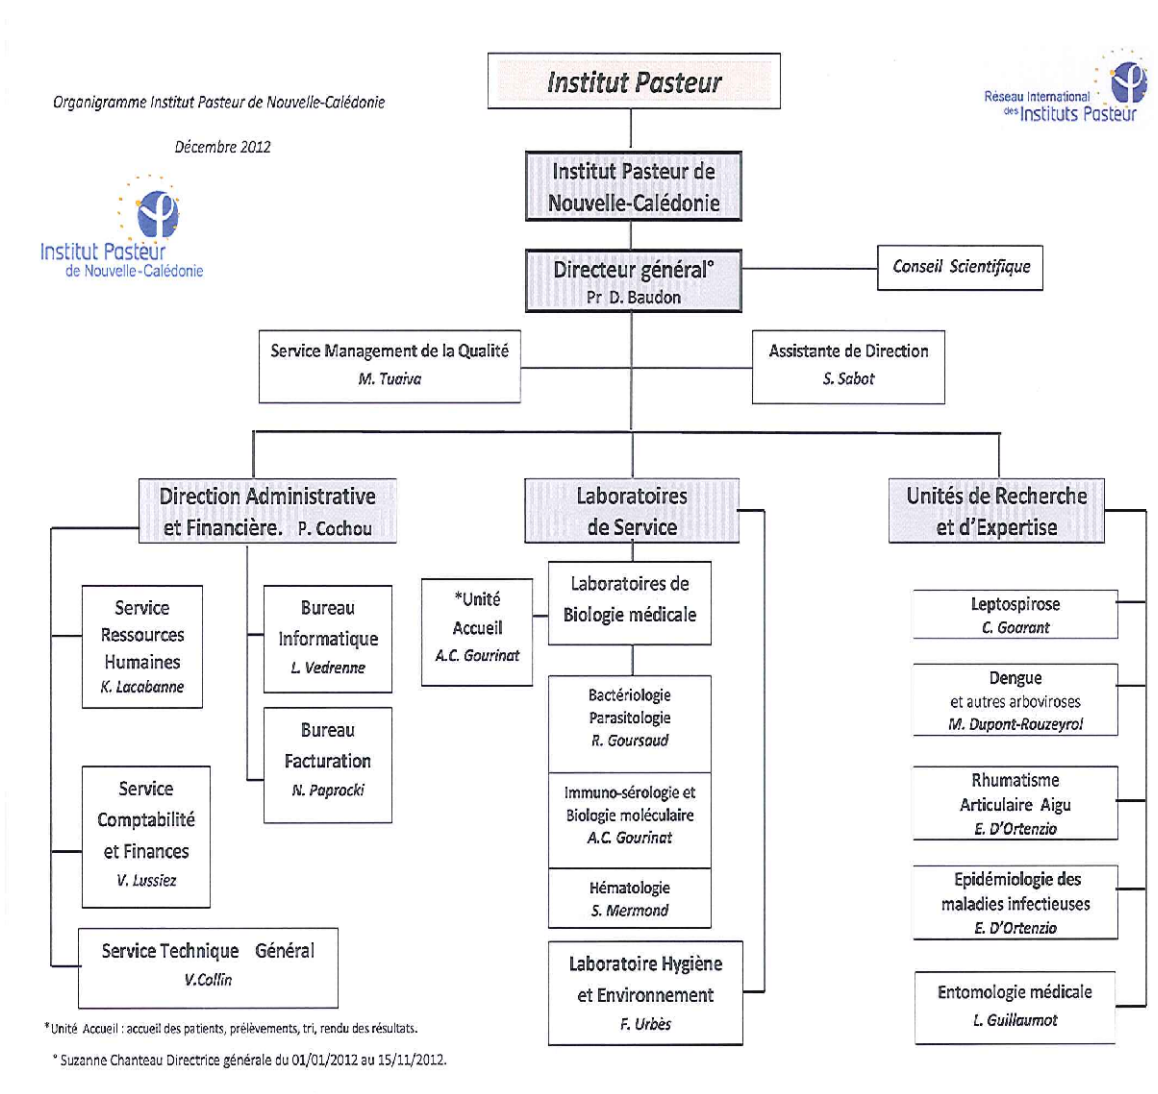 Institut Pasteur
Organigramme Institut Pasteur de Nouvelle-Calédonie
Décembre 2012
Réseau International
des Instituts Pasteur
Institut Pasteur
de Nouvelle-Calédonie
Institut Pasteur de
Nouvelle-Calédonie
Directeur général°
Pr D. Baudon
Conseil Scientifique
Service Management de la Qualité
M. Tuaiva
Assistante de Direction
S. Sabot
Direction Administrative
et Financière. P. Cochou
Service
Ressources
Humaines
K. Lacabanne
Bureau
Informatique
L. Vedrenne
Bureau
Facturation
N. Paprocki
Service
Comptabilité
et Finances
V. Lussiez
Service Technique Général
V.Collin
Laboratoires
de Service
Laboratoires de
Biologie médicale
*Unité
Accueil
A.C. Gourinat
Bactériologie
Parasitologie
R. Goursaud
Immuno-sérologie et
Biologie moléculaire
A.C. Gourinat
Hématologie
S. Mermond
Laboratoire Hygiène
et Environnement
F. Urbès
Unités de Recherche
et d'Expertise
Leptospirose
C. Goarant
Dengue
et autres arboviroses
M. Dupont-Rouzeyrol
Rhumatisme
Articulaire Aigu
E. D'Ortenzio
Epidémiologie des
maladies infectieuses
E. D'Ortenzio
Entomologie médicale
L. Guillaumot
*Unité Accueil : accueil des patients, prélèvements, tri, rendu des résultats.
° Suzanne Chanteau Directrice générale du 01/01/2012 au 15/11/2012.